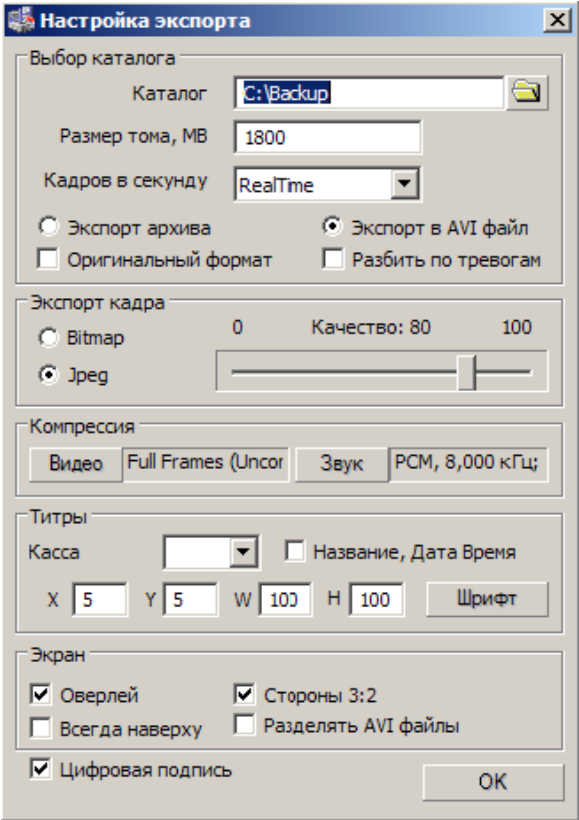 Настройка экспорта
Выбор каталога
Каталог C:\Backup
Размер тома, МВ 1800
Кадров в секунду RealTime
Экспорт архива Экспорт в AVI файл
Оригинальный формат Разбить по тревогам
Экспорт кадра
Bitmap 0 Качество: 80 100
Jpeg
Компрессия
Видео Full Frames (Uncor Звук PCM, 8,000 кГц;
Титры
Касса Название, Дата Время
X 5 Y 5 W 100 H 100 Шрифт
Экран
Оверлей Стороны 3:2
Всегда наверху Разделять AVI файлы
Цифровая подпись OK